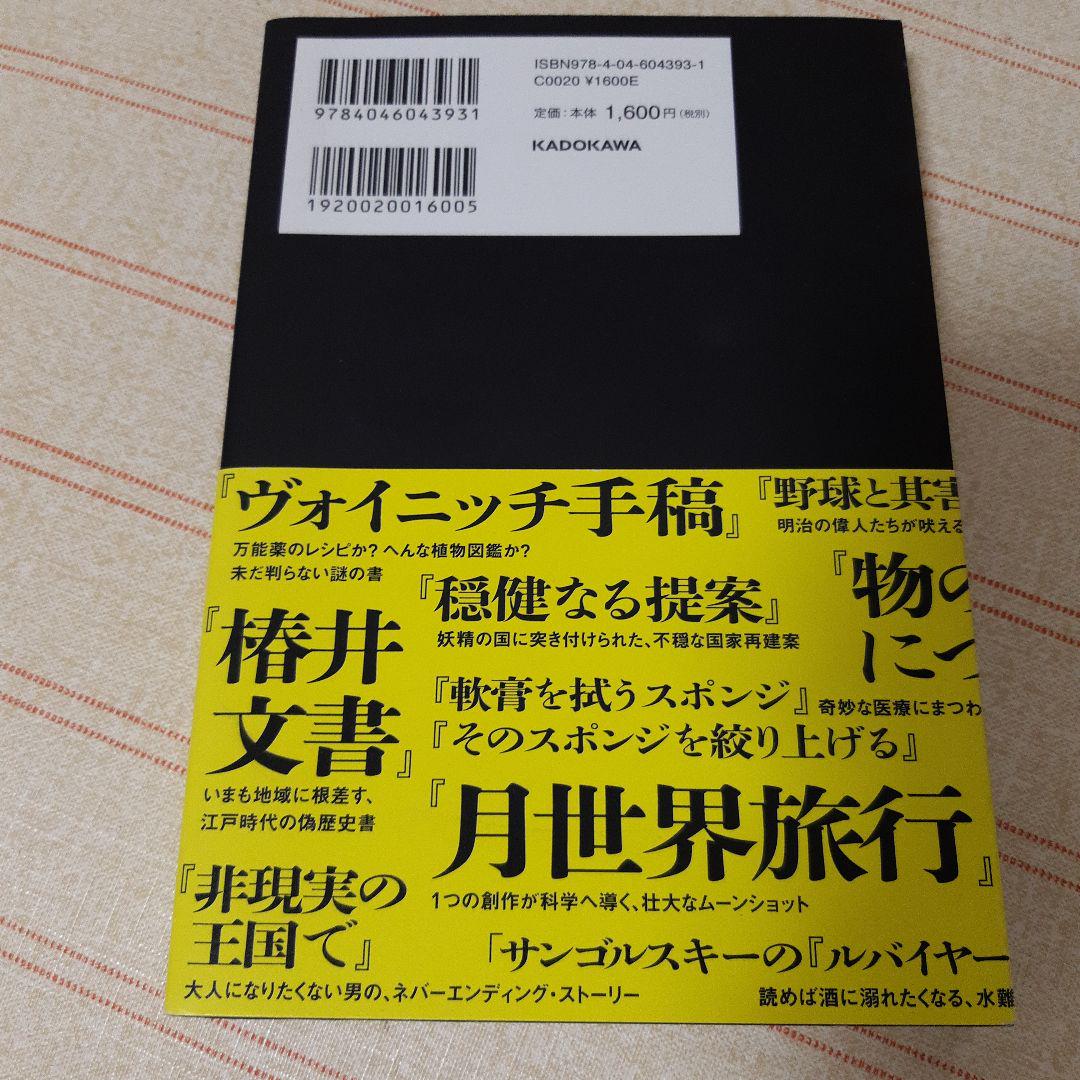 ISBN978-4-04-604393-1
C0020 ¥1600E
9784046043931
定価:本体 1,600円(税別)
KADOKAWA
1920020016005
『ヴォイニッチ手稿』
万能薬のレシピか? へんな植物図鑑か?
未だ判らない謎の書
『野球と其害
明治の偉人たちが吠える
『穏健なる提案』
妖精の国に突き付けられた、不穏な国家再建案
『物の
につ
奇妙な医療にまつわ
『椿井
文書』
いまも地域に根差す、
江戸時代の偽歴史書
『軟膏を拭うスポンジ』
『そのスポンジを絞り上げる』
『月世界旅行』
1つの創作が科学へ導く、壮大なムーンショット
『非現実の
王国で』
大人になりたくない男の、ネバーエンディング・ストーリー
「サンゴルスキーの『ルバイヤー
読めば酒に溺れたくなる、水難